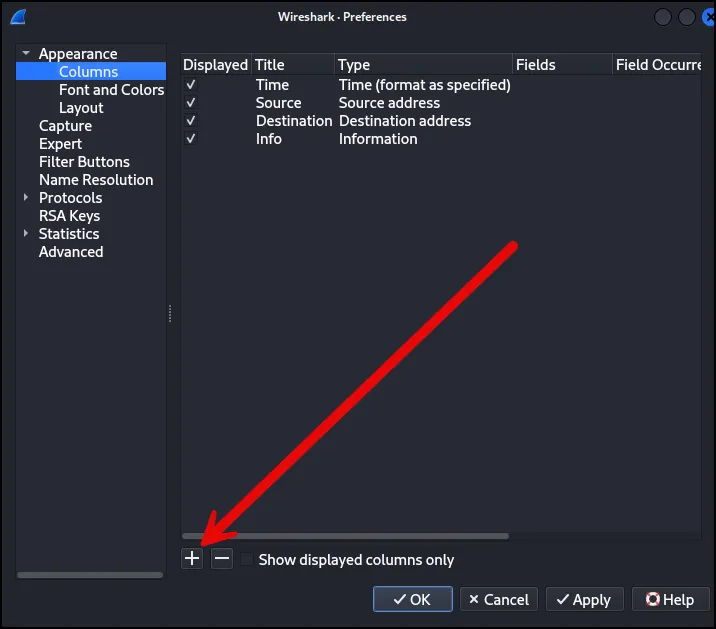 Wireshark · Preferences
Appearance
Columns
Font and Colors
Layout
Capture
Expert
Filter Buttons
Name Resolution
Protocols
RSA Keys
Statistics
Advanced
Displayed Title Type Fields Field Occurre
Time Time (format as specified)
Source Source address
Destination Destination address
Info Information
Show displayed columns only
OK Cancel Apply Help